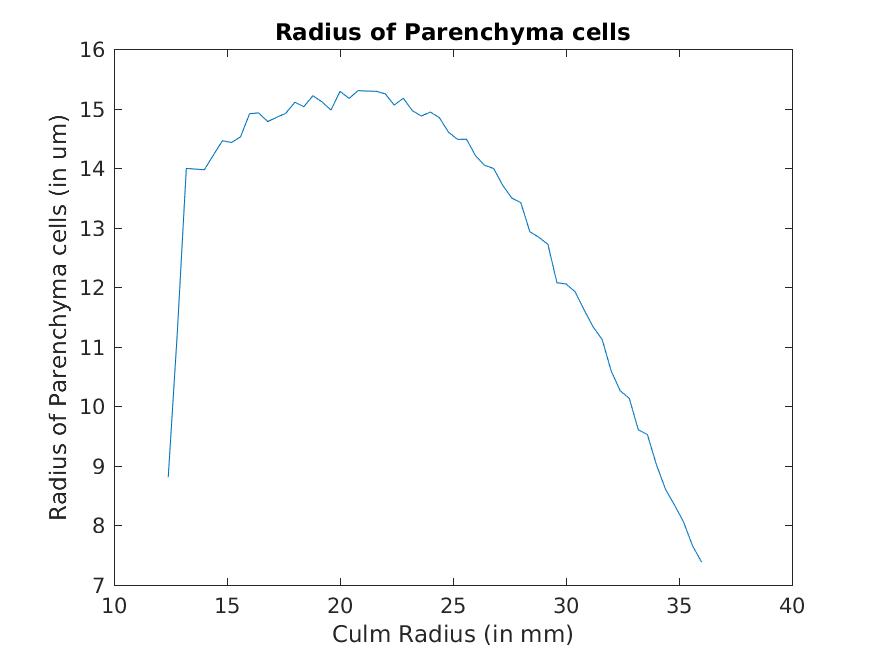 Radius of Parenchyma cells
Radius of Parenchyma cells (in um)
16
15
14
13
12
11
10
9
8
7
10 15 20 25 30 35 40
Culm Radius (in mm)